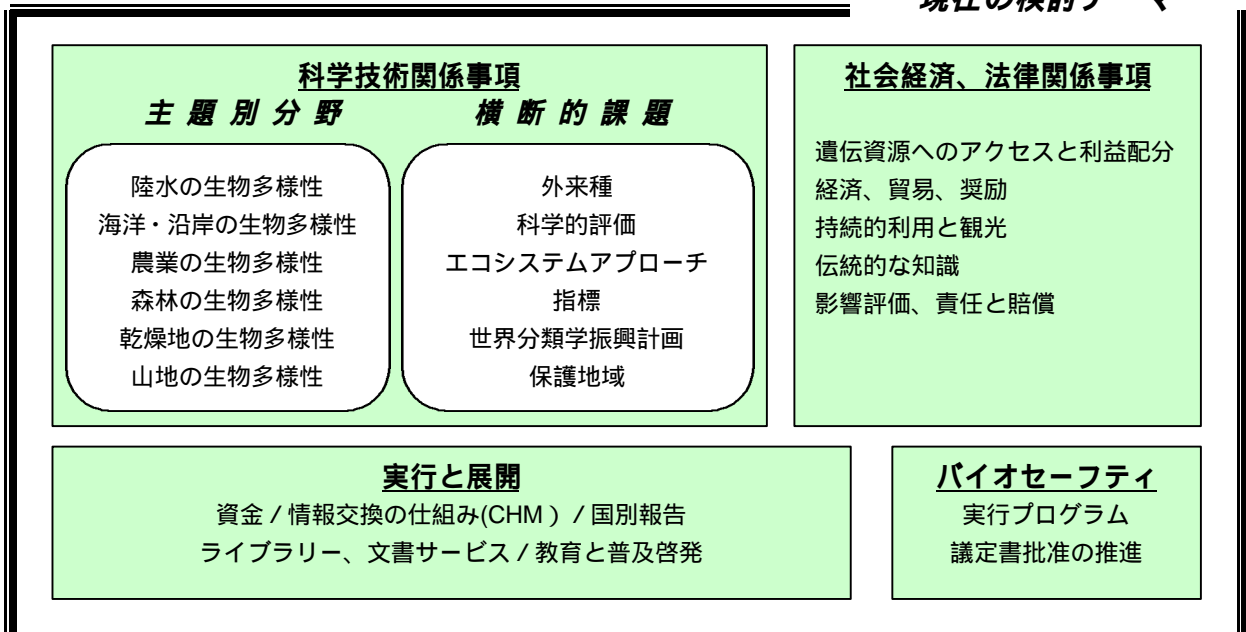 現在の検討テーマ
科学技術関係事項
主題別分野
陸水の生物多様性
海洋・沿岸の生物多様性
農業の生物多様性
森林の生物多様性
乾燥地の生物多様性
山地の生物多様性
横断的課題
外来種
科学的評価
エコシステムアプローチ
指標
世界分類学振興計画
保護地域
社会経済、法律関係事項
遺伝資源へのアクセスと利益配分
経済、貿易、奨励
持続的利用と観光
伝統的な知識
影響評価、責任と賠償
実行と展開
資金/情報交換の仕組み(CHM)/国別報告
ライブラリー、文書サービス/教育と普及啓発
バイオセーフティ
実行プログラム
議定書批准の推進